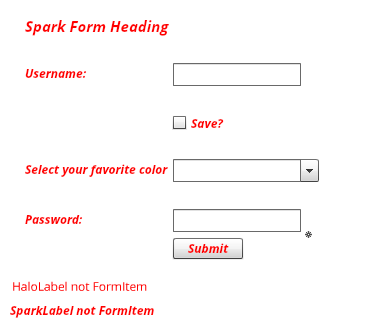 Spark Form Heading
Username:
Save?
Select your favorite color
Password:
Submit
HaloLabel not FormItem
SparkLabel not FormItem